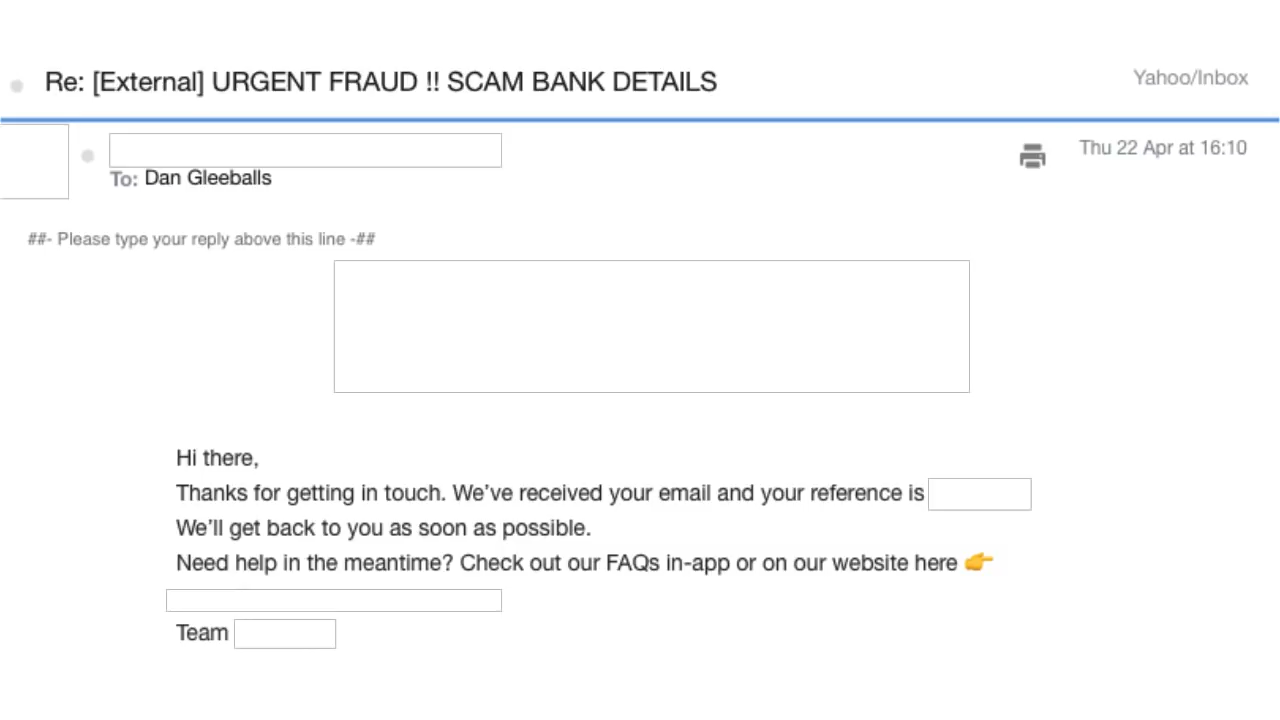 Re: [External] URGENT FRAUD !! SCAM BANK DETAILS
Yahoo/Inbox
Thu 22 Apr at 16:10
To: Dan Gleeballs
##- Please type your reply above this line -##
Hi there,
Thanks for getting in touch. We’ve received your email and your reference is
We’ll get back to you as soon as possible.
Need help in the meantime? Check out our FAQs in-app or on our website here 👉
Team